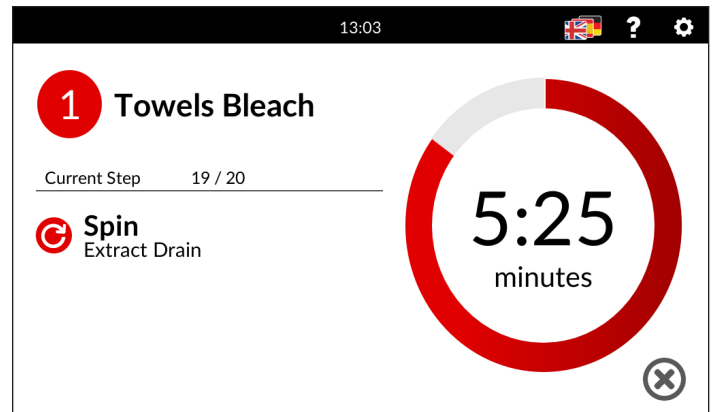 13:03
?
1 Towels Bleach
Current Step 19 / 20
Spin
Extract Drain
5:25
minutes